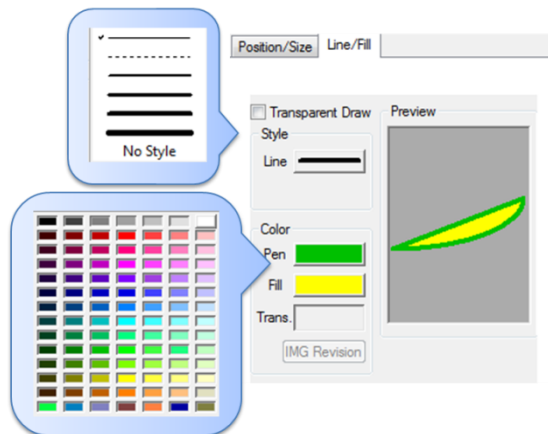 Position/Size Line/Fill
Transparent Draw Preview
Style
Line
No Style
Color
Pen
Fill
Trans.
IMG Revision